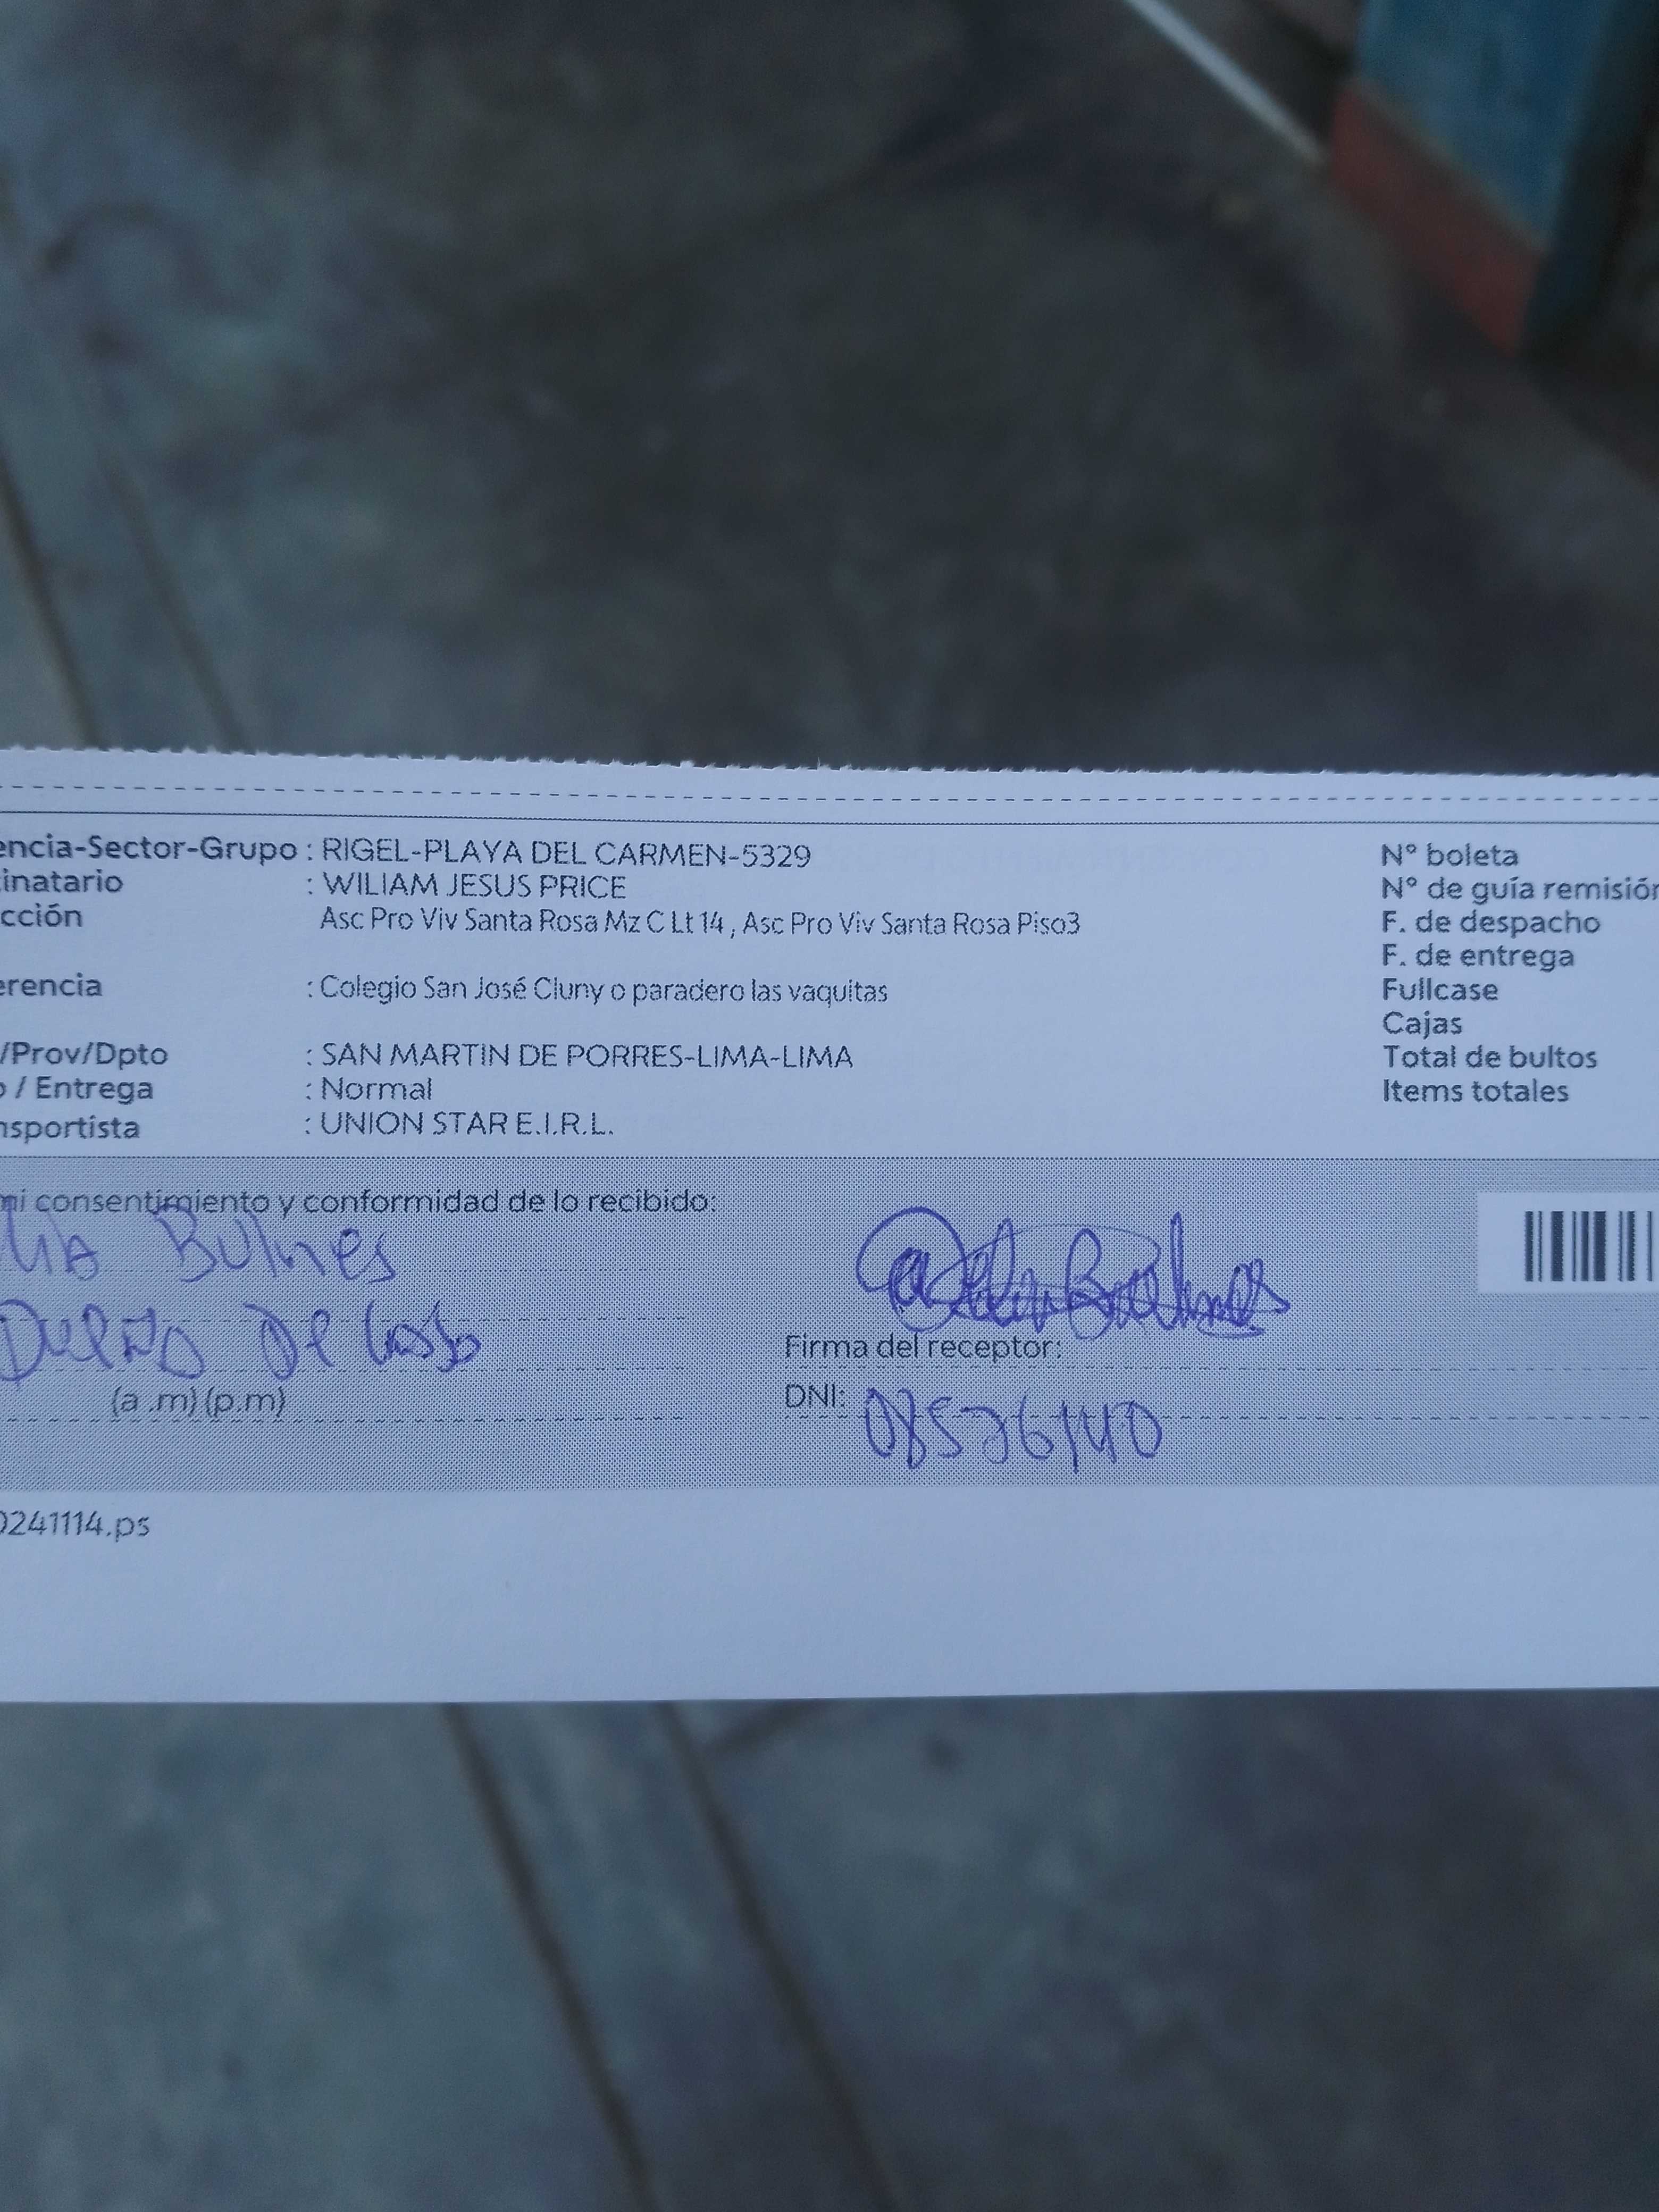 encia-Sector-Grupo : RIGEL-PLAYA DEL CARMEN-5329
inatario : WILIAM JESUS PRICE
cción Asc Pro Viv Santa Rosa Mz C Lt 14 , Asc Pro Viv Santa Rosa Piso3
erencia : Colegio San José Cluny o paradero las vaquitas
/Prov/Dpto : SAN MARTIN DE PORRES-LIMA-LIMA
o / Entrega : Normal
nsportista : UNION STAR E.I.R.L.
N° boleta
N° de guía remisión
F. de despacho
F. de entrega
Fullcase
Cajas
Total de bultos
Items totales
mi consentimiento y conformidad de lo recibido:
Bulnes
(a .m) (p.m)
Firma del receptor:
DNI: 08526140
0241114.ps